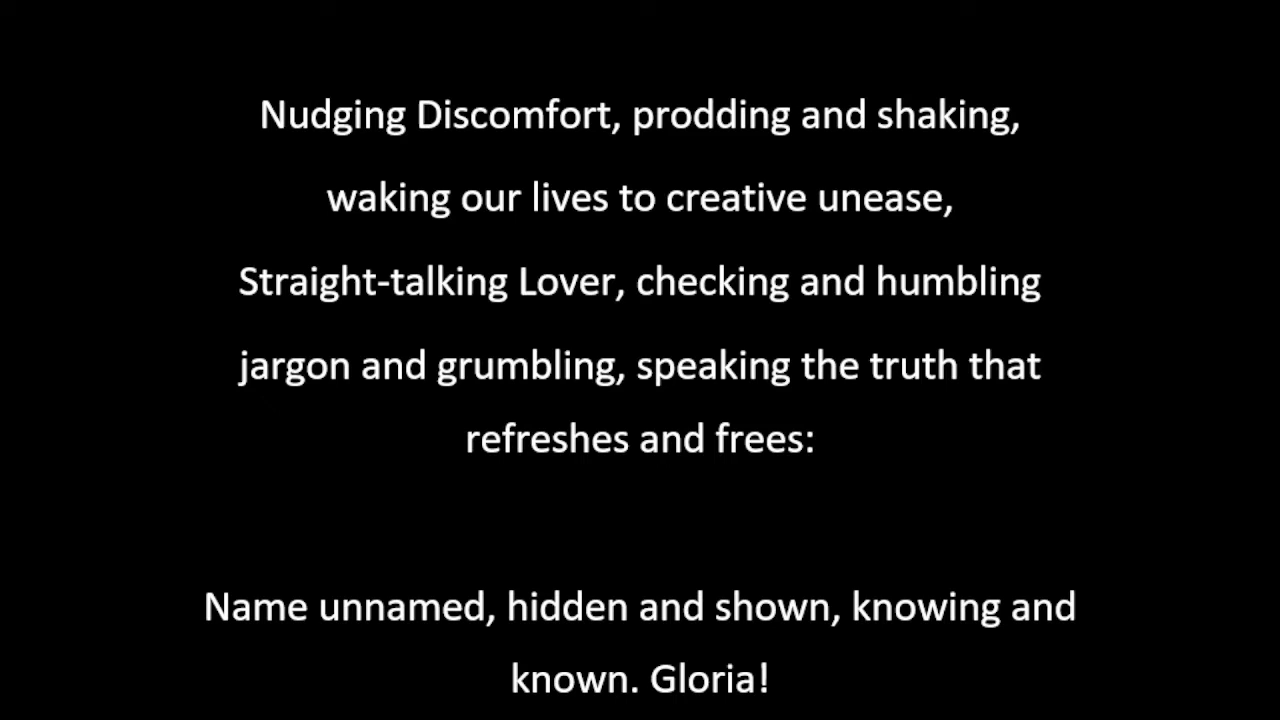 Nudging Discomfort, prodding and shaking,
waking our lives to creative unease,
Straight-talking Lover, checking and humbling
jargon and grumbling, speaking the truth that
refreshes and frees:
Name unnamed, hidden and shown, knowing and
known. Gloria!